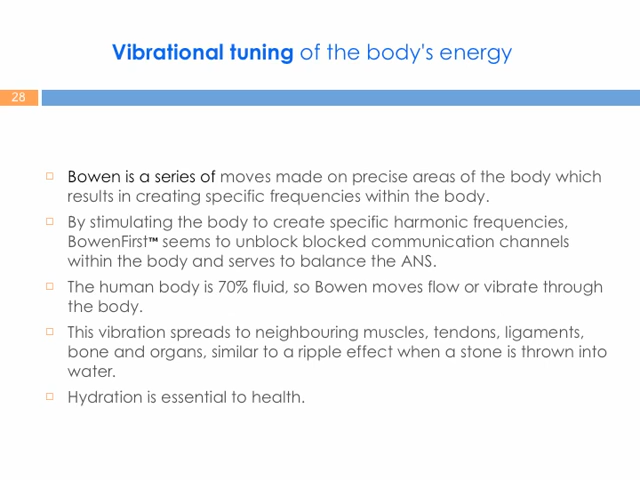 Vibrational tuning of the body's energy
28
Bowen is a series of moves made on precise areas of the body which
results in creating specific frequencies within the body.
By stimulating the body to create specific harmonic frequencies,
BowenFirst™ seems to unblock blocked communication channels
within the body and serves to balance the ANS.
The human body is 70% fluid, so Bowen moves flow or vibrate through
the body.
This vibration spreads to neighbouring muscles, tendons, ligaments,
bone and organs, similar to a ripple effect when a stone is thrown into
water.
Hydration is essential to health.